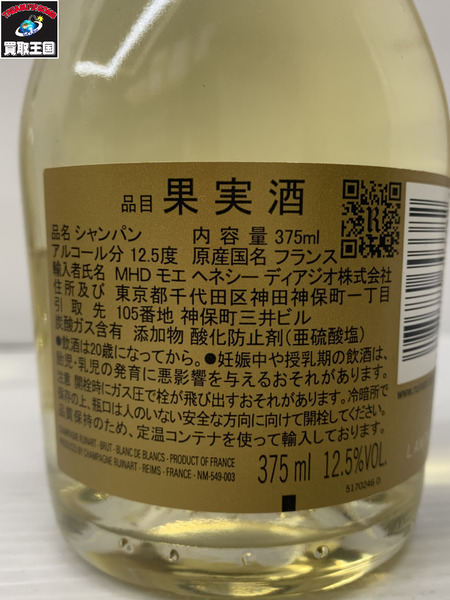 買取王国
品目 果実酒
品名 シャンパン 内容量 375ml
アルコール分 12.5度 原産国名 フランス
輸入者氏名 MHD モエ ヘネシー ディアジオ株式会社
住所及び 東京都千代田区神田神保町一丁目
引取先 105番地 神保町三井ビル
炭酸ガス含有 添加物 酸化防止剤(亜硫酸塩)
●飲酒は20歳になってから。●妊娠中や授乳期の飲酒は、
胎児・乳児の発育に悪影響を与えるおそれがあります。
注意 開栓時にガス圧で栓が飛び出すおそれがあります。冷暗所で
保存の上、瓶口は人のいない安全な方向に向けて開栓してください。
品質保持のため、定温コンテナを使って輸入しております。
CHAMPAGNE RUINART - BRUT - BLANC DE BLANCS - PRODUCT OF FRANCE
PRODUCED BY CHAMPAGNE RUINART - REIMS - FRANCE - NM-549-003
375 ml 12.5%VOL.
5170246 0